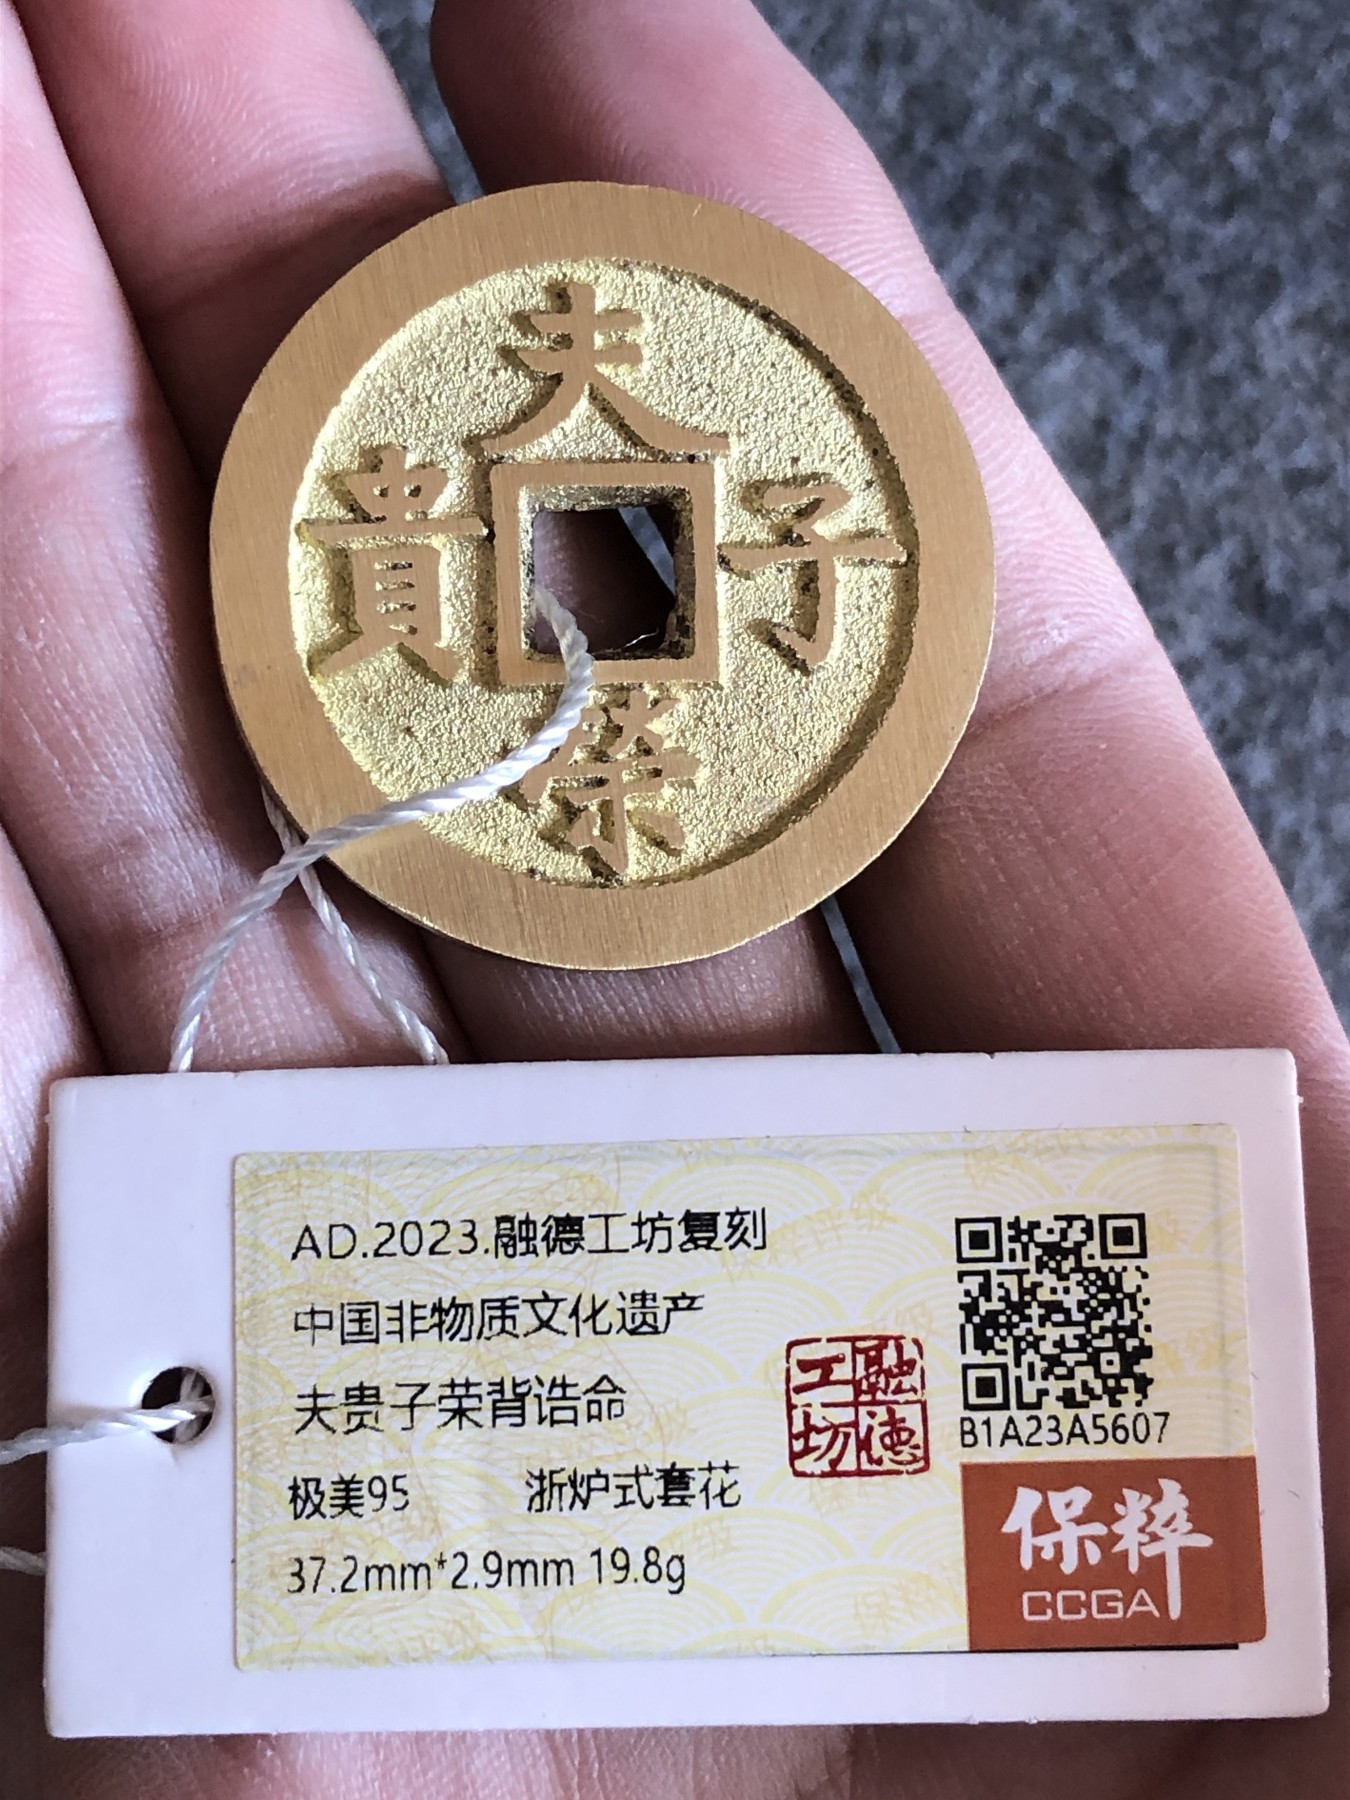 夫
子
榮
貴
AD.2023.融德工坊复刻
中国非物质文化遗产
夫贵子荣背诰命
极美95 浙炉式套花
37.2mm*2.9mm 19.8g
融德工坊
B1A23A5607
保粹
CCGA